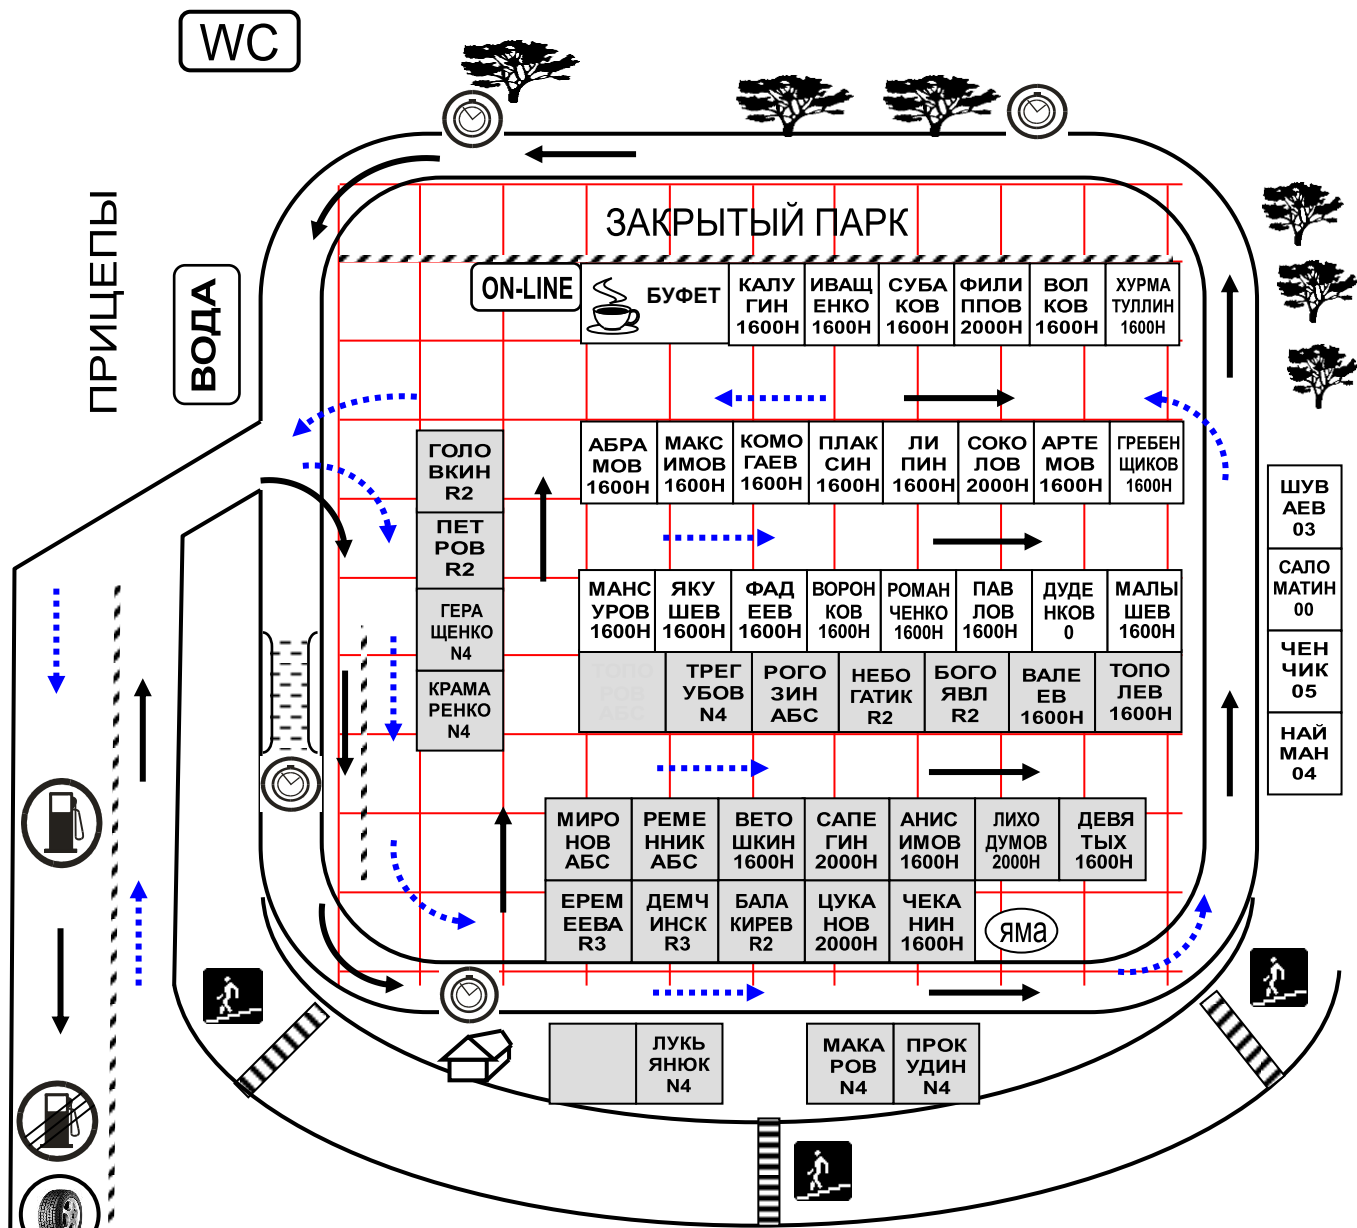 WC
ПРИЦЕПЫ
ВОДА
ЗАКРЫТЫЙ ПАРК
ON-LINE
БУФЕТ
КАЛУ
ГИН
1600Н
ИВАЩ
ЕНКО
1600Н
СУБА
КОВ
1600Н
ФИЛИ
ППОВ
2000Н
ВОЛ
КОВ
1600Н
ХУРМА
ТУЛЛИН
1600Н
ГОЛО
ВКИН
R2
ПЕТ
РОВ
R2
ГЕРА
ЩЕНКО
N4
КРАМА
РЕНКО
N4
АБРА
МОВ
1600Н
МАКС
ИМОВ
1600Н
КОМО
ГАЕВ
1600Н
ПЛАК
СИН
1600Н
ЛИ
ПИН
1600Н
СОКО
ЛОВ
2000Н
АРТЕ
МОВ
1600Н
ГРЕБЕН
ЩИКОВ
1600Н
ШУВ
АЕВ
03
САЛО
МАТИН
00
ЧЕН
ЧИК
05
НАЙ
МАН
04
МАНС
УРОВ
1600Н
ЯКУ
ШЕВ
1600Н
ФАД
ЕЕВ
1600Н
ВОРОН
КОВ
1600Н
РОМАН
ЧЕНКО
1600Н
ПАВ
ЛОВ
1600Н
ДУДЕ
НКОВ
0
МАЛЫ
ШЕВ
1600Н
ТОПО
РОВ
АБС
ТРЕГ
УБОВ
N4
РОГО
ЗИН
АБС
НЕБО
ГАТИК
R2
БОГО
ЯВЛ
R2
ВАЛЕ
ЕВ
1600Н
ТОПО
ЛЕВ
1600Н
МИРО
НОВ
АБС
РЕМЕ
ННИК
АБС
ВЕТО
ШКИН
1600Н
САПЕ
ГИН
2000Н
АНИС
ИМОВ
1600Н
ЛИХО
ДУМОВ
2000Н
ДЕВЯ
ТЫХ
1600Н
ЕРЕМ
ЕЕВА
R3
ДЕМЧ
ИНСК
R3
БАЛА
КИРЕВ
R2
ЦУКА
НОВ
2000Н
ЧЕКА
НИН
1600Н
яма
ЛУКЬ
ЯНЮК
N4
МАКА
РОВ
N4
ПРОК
УДИН
N4